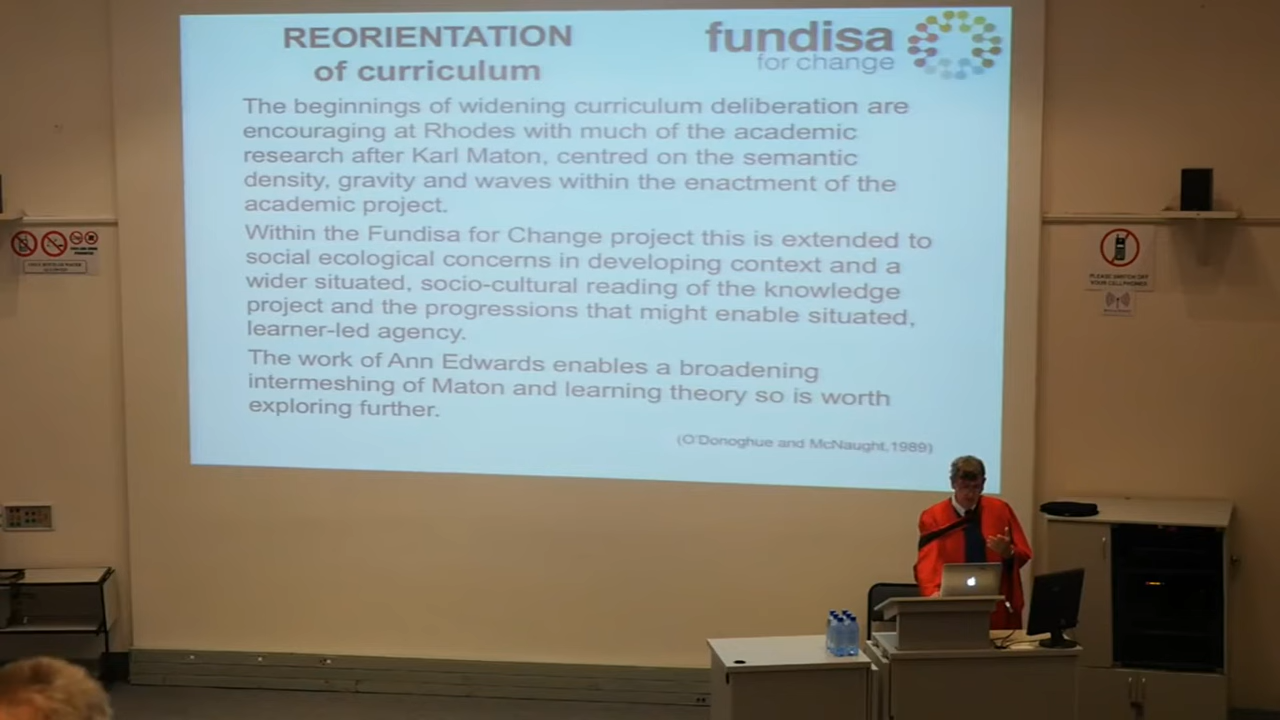 REORIENTATION
of curriculum
fundisa
for change
The beginnings of widening curriculum deliberation are
encouraging at Rhodes with much of the academic
research after Karl Maton, centred on the semantic
density, gravity and waves within the enactment of the
academic project.
Within the Fundisa for Change project this is extended to
social ecological concerns in developing context and a
wider situated, socio-cultural reading of the knowledge
project and the progressions that might enable situated,
learner-led agency.
The work of Ann Edwards enables a broadening
intermeshing of Maton and learning theory so is worth
exploring further.
(O'Donoghue and McNaught,1989)
PLEASE SWITCH OFF
YOUR CELLPHONES